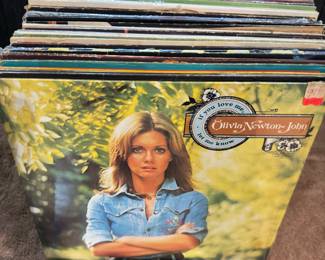 if you love me,
Olivia Newton-John
let me know